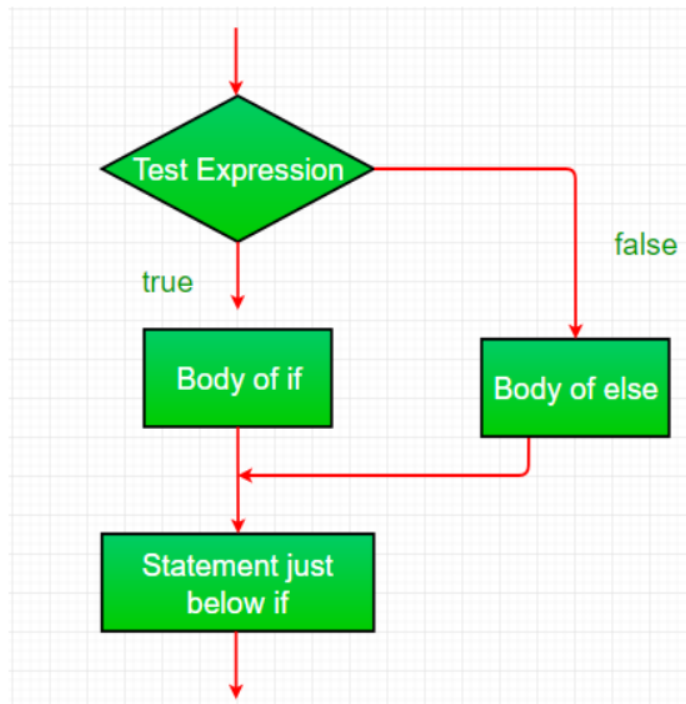 Test Expression
false
true
Body of if
Body of else
Statement just
below if